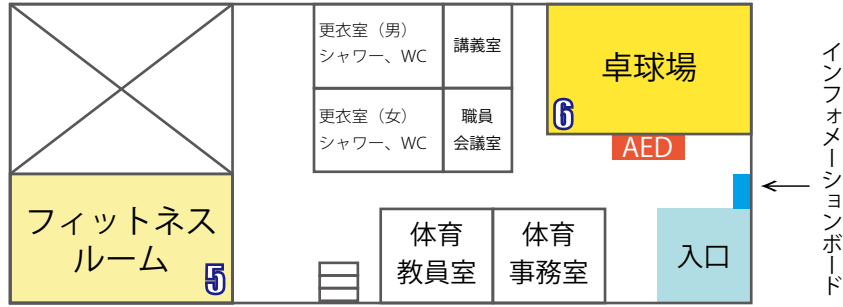 更衣室（男）
シャワー、WC
講義室
卓球場
6
更衣室（女）
シャワー、WC
職員
会議室
AED
インフォメーションボード
フィットネス
ルーム
5
体育
教員室
体育
事務室
入口